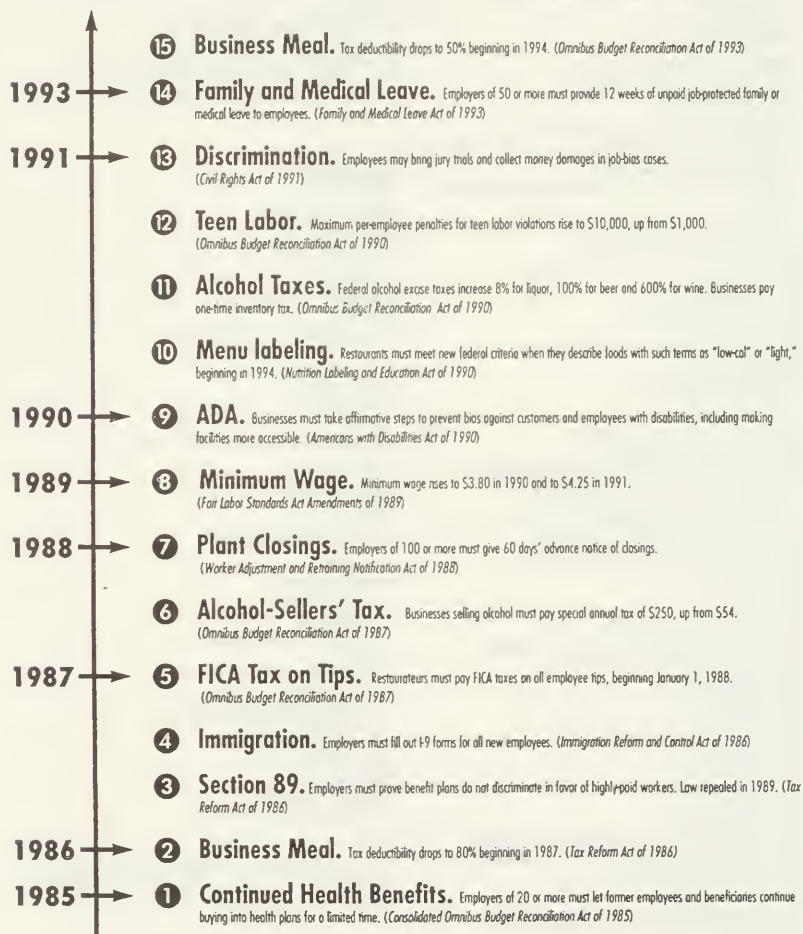 15 Business Meal. Tax deductibility drops to 50% beginning in 1994. (Omnibus Budget Reconciliation Act of 1993)
1993 14 Family and Medical Leave. Employers of 50 or more must provide 12 weeks of unpaid job-protected family or
medical leave to employees. (Family and Medical Leave Act of 1993)
1991 13 Discrimination. Employees may bring jury trials and collect money damages in job-bias cases.
(Civil Rights Act of 1991)
12 Teen Labor. Maximum per-employee penalties for teen labor violations rise to $10,000, up from $1,000.
(Omnibus Budget Reconciliation Act of 1990)
11 Alcohol Taxes. Federal alcohol excise taxes increase 8% for liquor, 100% for beer and 600% for wine. Businesses pay
one-time inventory tax. (Omnibus Budget Reconciliation Act of 1990)
10 Menu labeling. Restaurants must meet new federal criteria when they describe foods with such terms as "low-cal" or "light,"
beginning in 1994. (Nutrition Labeling and Education Act of 1990)
1990 9 ADA. Businesses must take affirmative steps to prevent bias against customers and employees with disabilities, including making
facilities more accessible. (Americans with Disabilities Act of 1990)
1989 8 Minimum Wage. Minimum wage rises to $3.80 in 1990 and to $4.25 in 1991.
(Fair Labor Standards Act Amendments of 1989)
1988 7 Plant Closings. Employers of 100 or more must give 60 days' advance notice of closings.
(Worker Adjustment and Retraining Notification Act of 1988)
6 Alcohol-Sellers' Tax. Businesses selling alcohol must pay special annual tax of $250, up from $54.
(Omnibus Budget Reconciliation Act of 1987)
1987 5 FICA Tax on Tips. Restaurateurs must pay FICA taxes on all employee tips, beginning January 1, 1988.
(Omnibus Budget Reconciliation Act of 1987)
4 Immigration. Employers must fill out I-9 forms for all new employees. (Immigration Reform and Control Act of 1986)
3 Section 89. Employers must prove benefit plans do not discriminate in favor of highly-paid workers. Law repealed in 1989. (Tax
Reform Act of 1986)
1986 2 Business Meal. Tax deductibility drops to 80% beginning in 1987. (Tax Reform Act of 1986)
1985 1 Continued Health Benefits. Employers of 20 or more must let former employees and beneficiaries continue
buying into health plans for a limited time. (Consolidated Omnibus Budget Reconciliation Act of 1985)